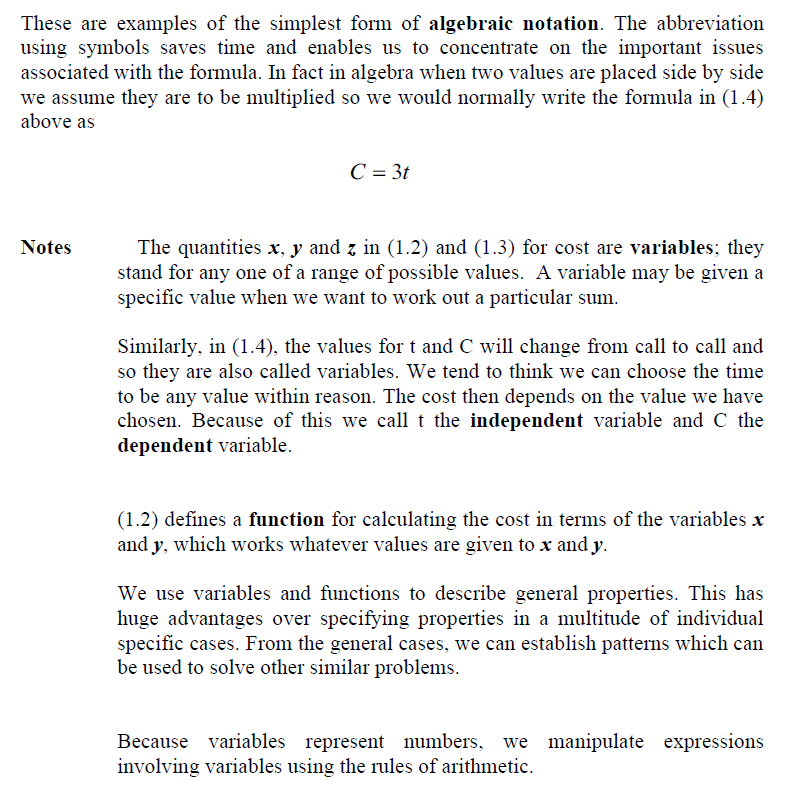 These are examples of the simplest form of algebraic notation. The abbreviation
using symbols saves time and enables us to concentrate on the important issues
associated with the formula. In fact in algebra when two values are placed side by side
we assume they are to be multiplied so we would normally write the formula in (1.4)
above as
C = 3t
Notes The quantities x, y and z in (1.2) and (1.3) for cost are variables; they
stand for any one of a range of possible values. A variable may be given a
specific value when we want to work out a particular sum.
Similarly, in (1.4), the values for t and C will change from call to call and
so they are also called variables. We tend to think we can choose the time
to be any value within reason. The cost then depends on the value we have
chosen. Because of this we call t the independent variable and C the
dependent variable.
(1.2) defines a function for calculating the cost in terms of the variables x
and y, which works whatever values are given to x and y.
We use variables and functions to describe general properties. This has
huge advantages over specifying properties in a multitude of individual
specific cases. From the general cases, we can establish patterns which can
be used to solve other similar problems.
Because variables represent numbers, we manipulate expressions
involving variables using the rules of arithmetic.